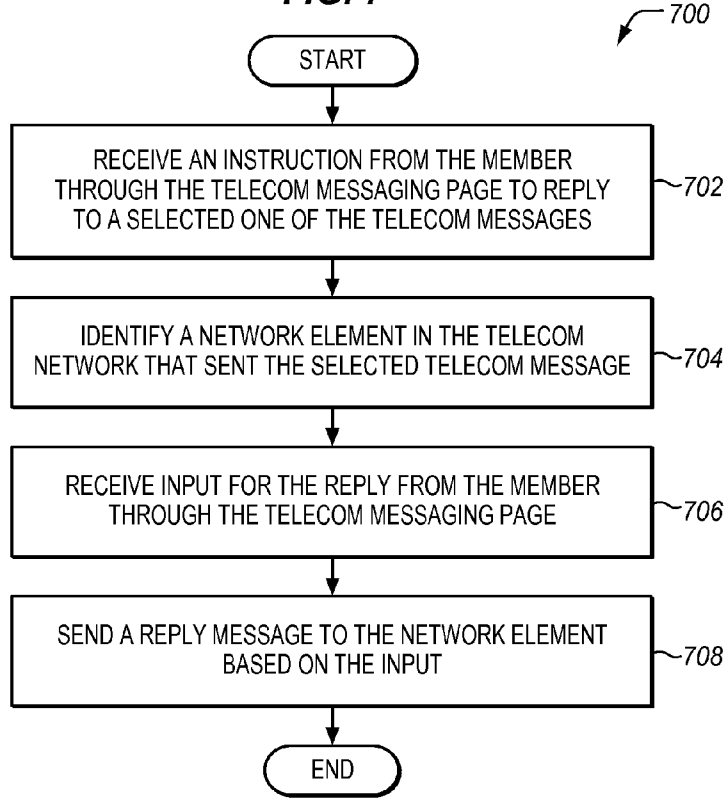 700
START
RECEIVE AN INSTRUCTION FROM THE MEMBER
THROUGH THE TELECOM MESSAGING PAGE TO REPLY
TO A SELECTED ONE OF THE TELECOM MESSAGES
702
IDENTIFY A NETWORK ELEMENT IN THE TELECOM
NETWORK THAT SENT THE SELECTED TELECOM MESSAGE
704
RECEIVE INPUT FOR THE REPLY FROM THE MEMBER
THROUGH THE TELECOM MESSAGING PAGE
706
SEND A REPLY MESSAGE TO THE NETWORK ELEMENT
BASED ON THE INPUT
708
END